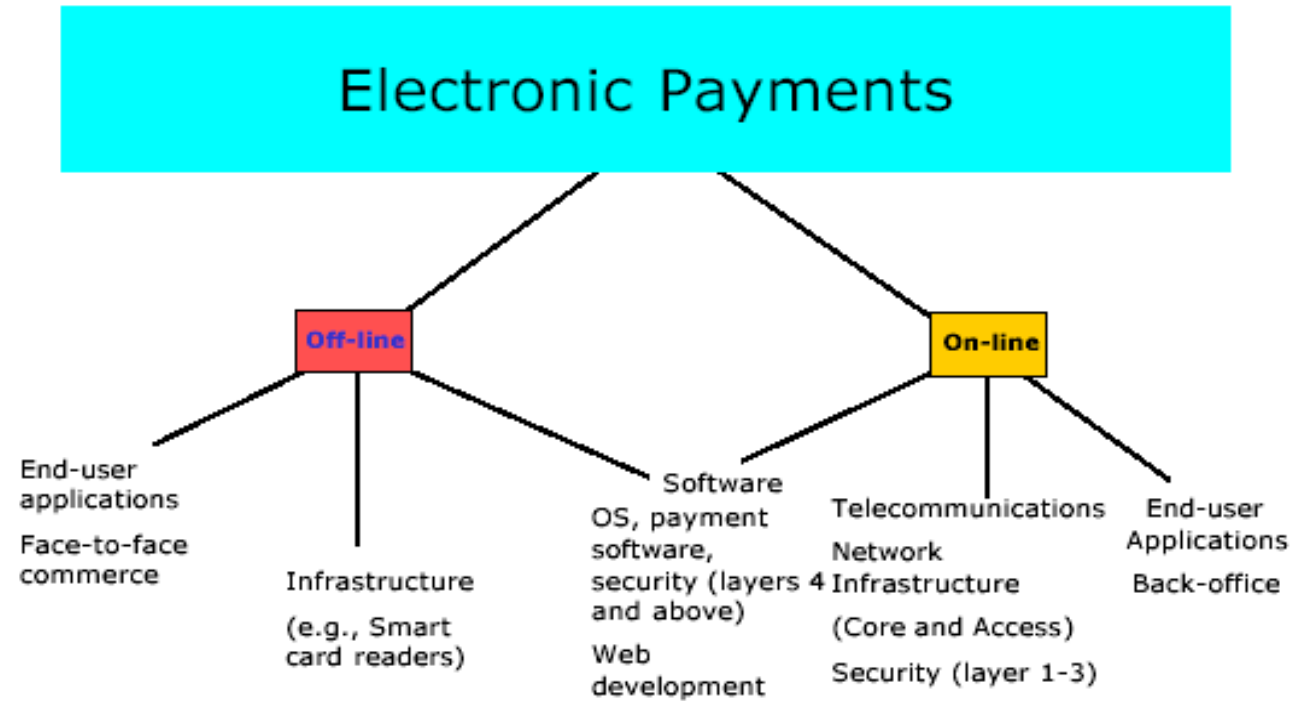 Electronic Payments
Off-line
On-line
End-user
applications
Face-to-face
commerce
Infrastructure
(e.g., Smart
card readers)
Software
OS, payment
software,
security (layers 4
and above)
Web
development
Telecommunications
Network
Infrastructure
(Core and Access)
Security (layer 1-3)
End-user
Applications
Back-office